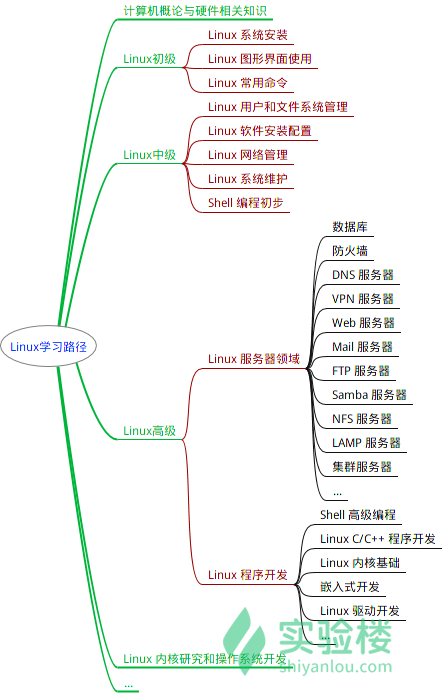 计算机概论与硬件相关知识
Linux初级
Linux 系统安装
Linux 图形界面使用
Linux 常用命令
Linux中级
Linux 用户和文件系统管理
Linux 软件安装配置
Linux 网络管理
Linux 系统维护
Shell 编程初步
Linux学习路径
Linux高级
Linux 服务器领域
数据库
防火墙
DNS 服务器
VPN 服务器
Web 服务器
Mail 服务器
FTP 服务器
Samba 服务器
NFS 服务器
LAMP 服务器
集群服务器
...
Linux 程序开发
Shell 高级编程
Linux C/C++ 程序开发
Linux 内核基础
嵌入式开发
Linux 驱动开发
...
Linux 内核研究和操作系统开发
...
实验楼
shiyanlou.com